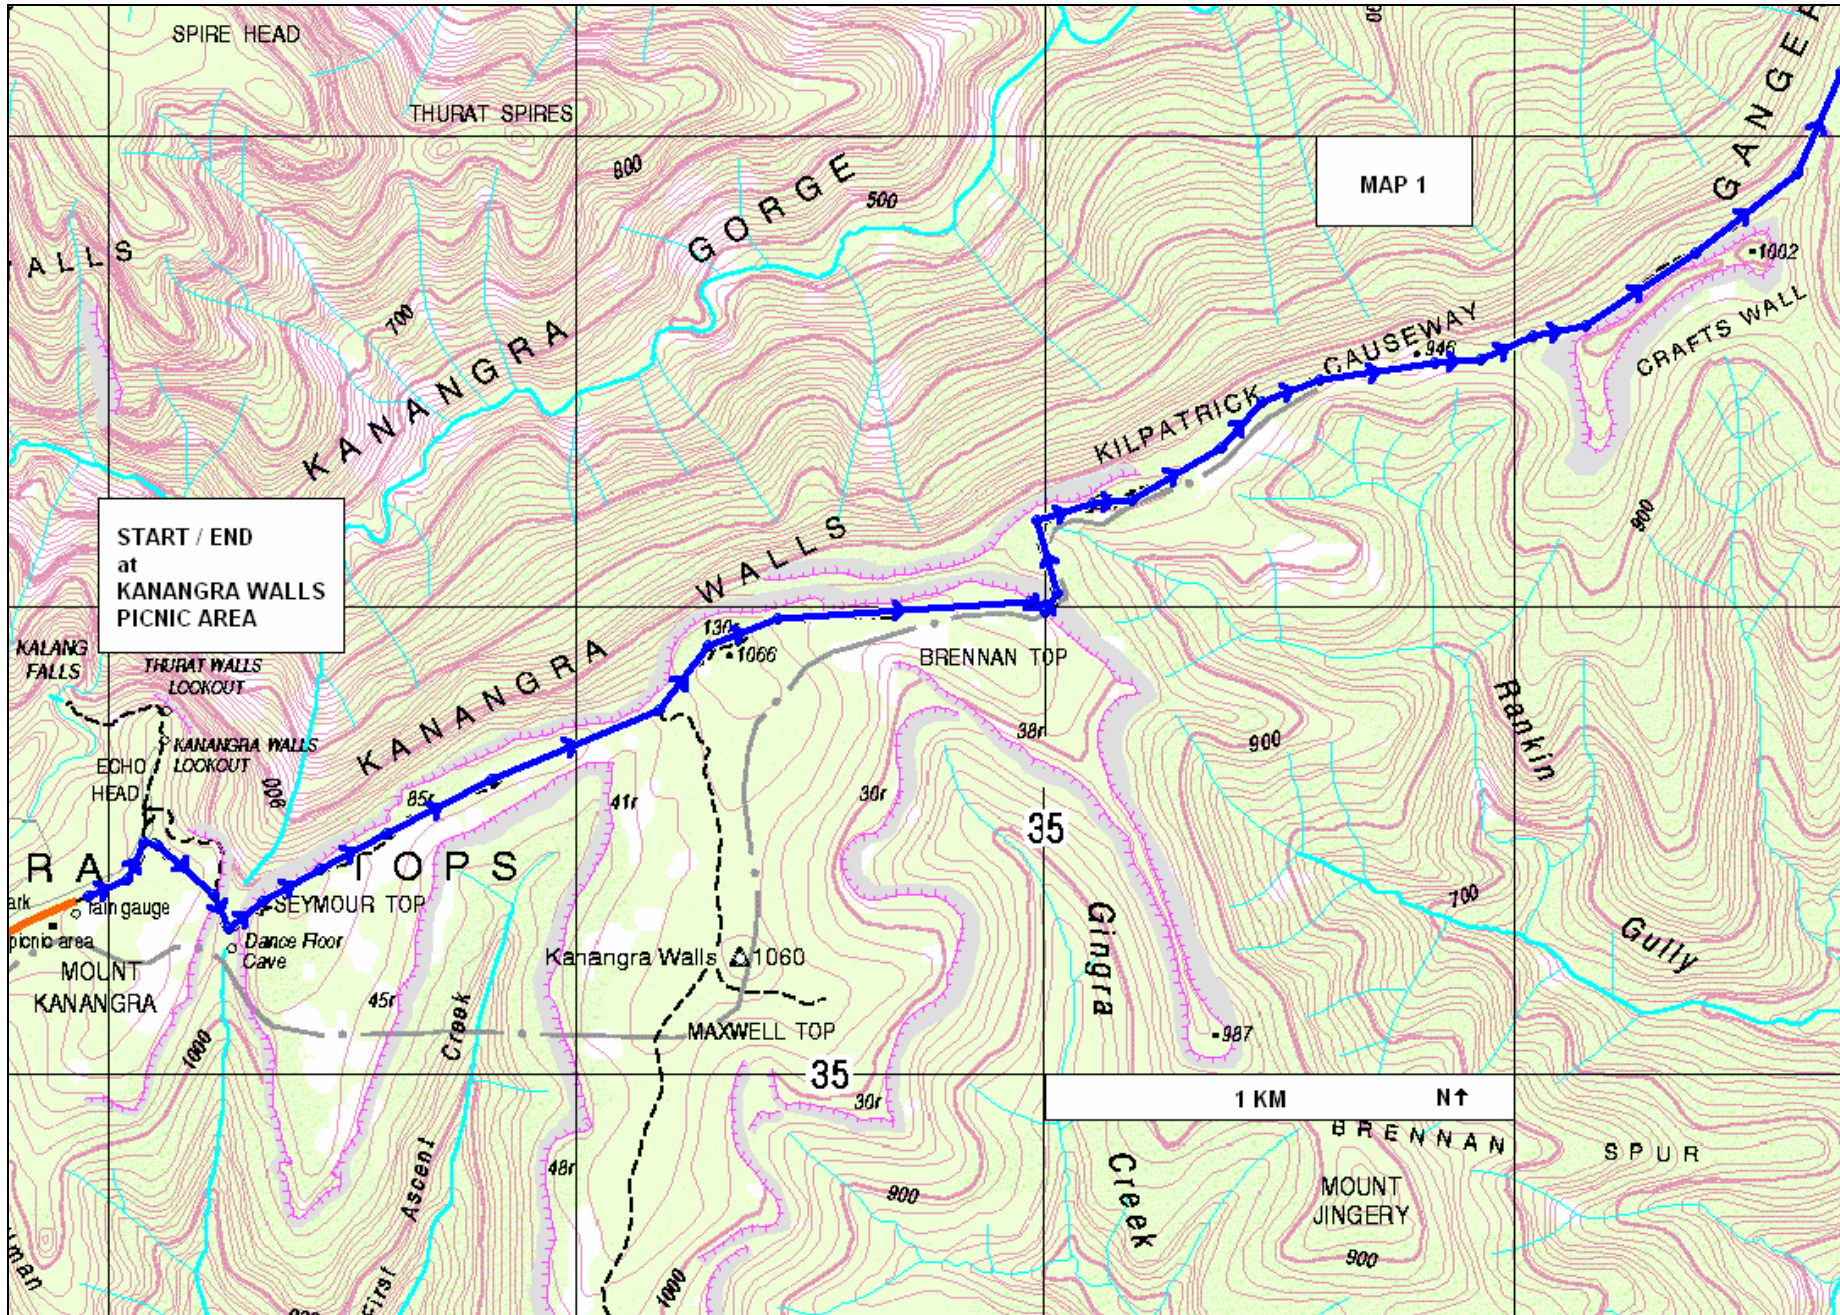 SPIRE HEAD
THURAT SPIRES
800
500
GORGE
MAP 1
GANGER
1002
CRAFTS WALL
ALLS
700
KANANGRA
CAUSEWAY
946
KILPATRICK
900
START / END
at
KANANGRA WALLS
PICNIC AREA
WALLS
KANANGRA
130r
1066
BRENNAN TOP
KALANG
FALLS
THURAT WALLS
LOOKOUT
KANANGRA WALLS
LOOKOUT
ECHO
HEAD
900
85r
41r
30r
38r
900
Rankin
Gully
700
35
RA TOPS
ark
rain gauge
picnic area
SEYMOUR TOP
Dance Floor
Cave
MOUNT
KANANGRA
45r
1000
Creek
Kanangra Walls
1060
MAXWELL TOP
Gingra
987
35
30r
1 KM N↑
BRENNAN SPUR
MOUNT
JINGERY
900
Creek
900
48r
Ascent
First
1000